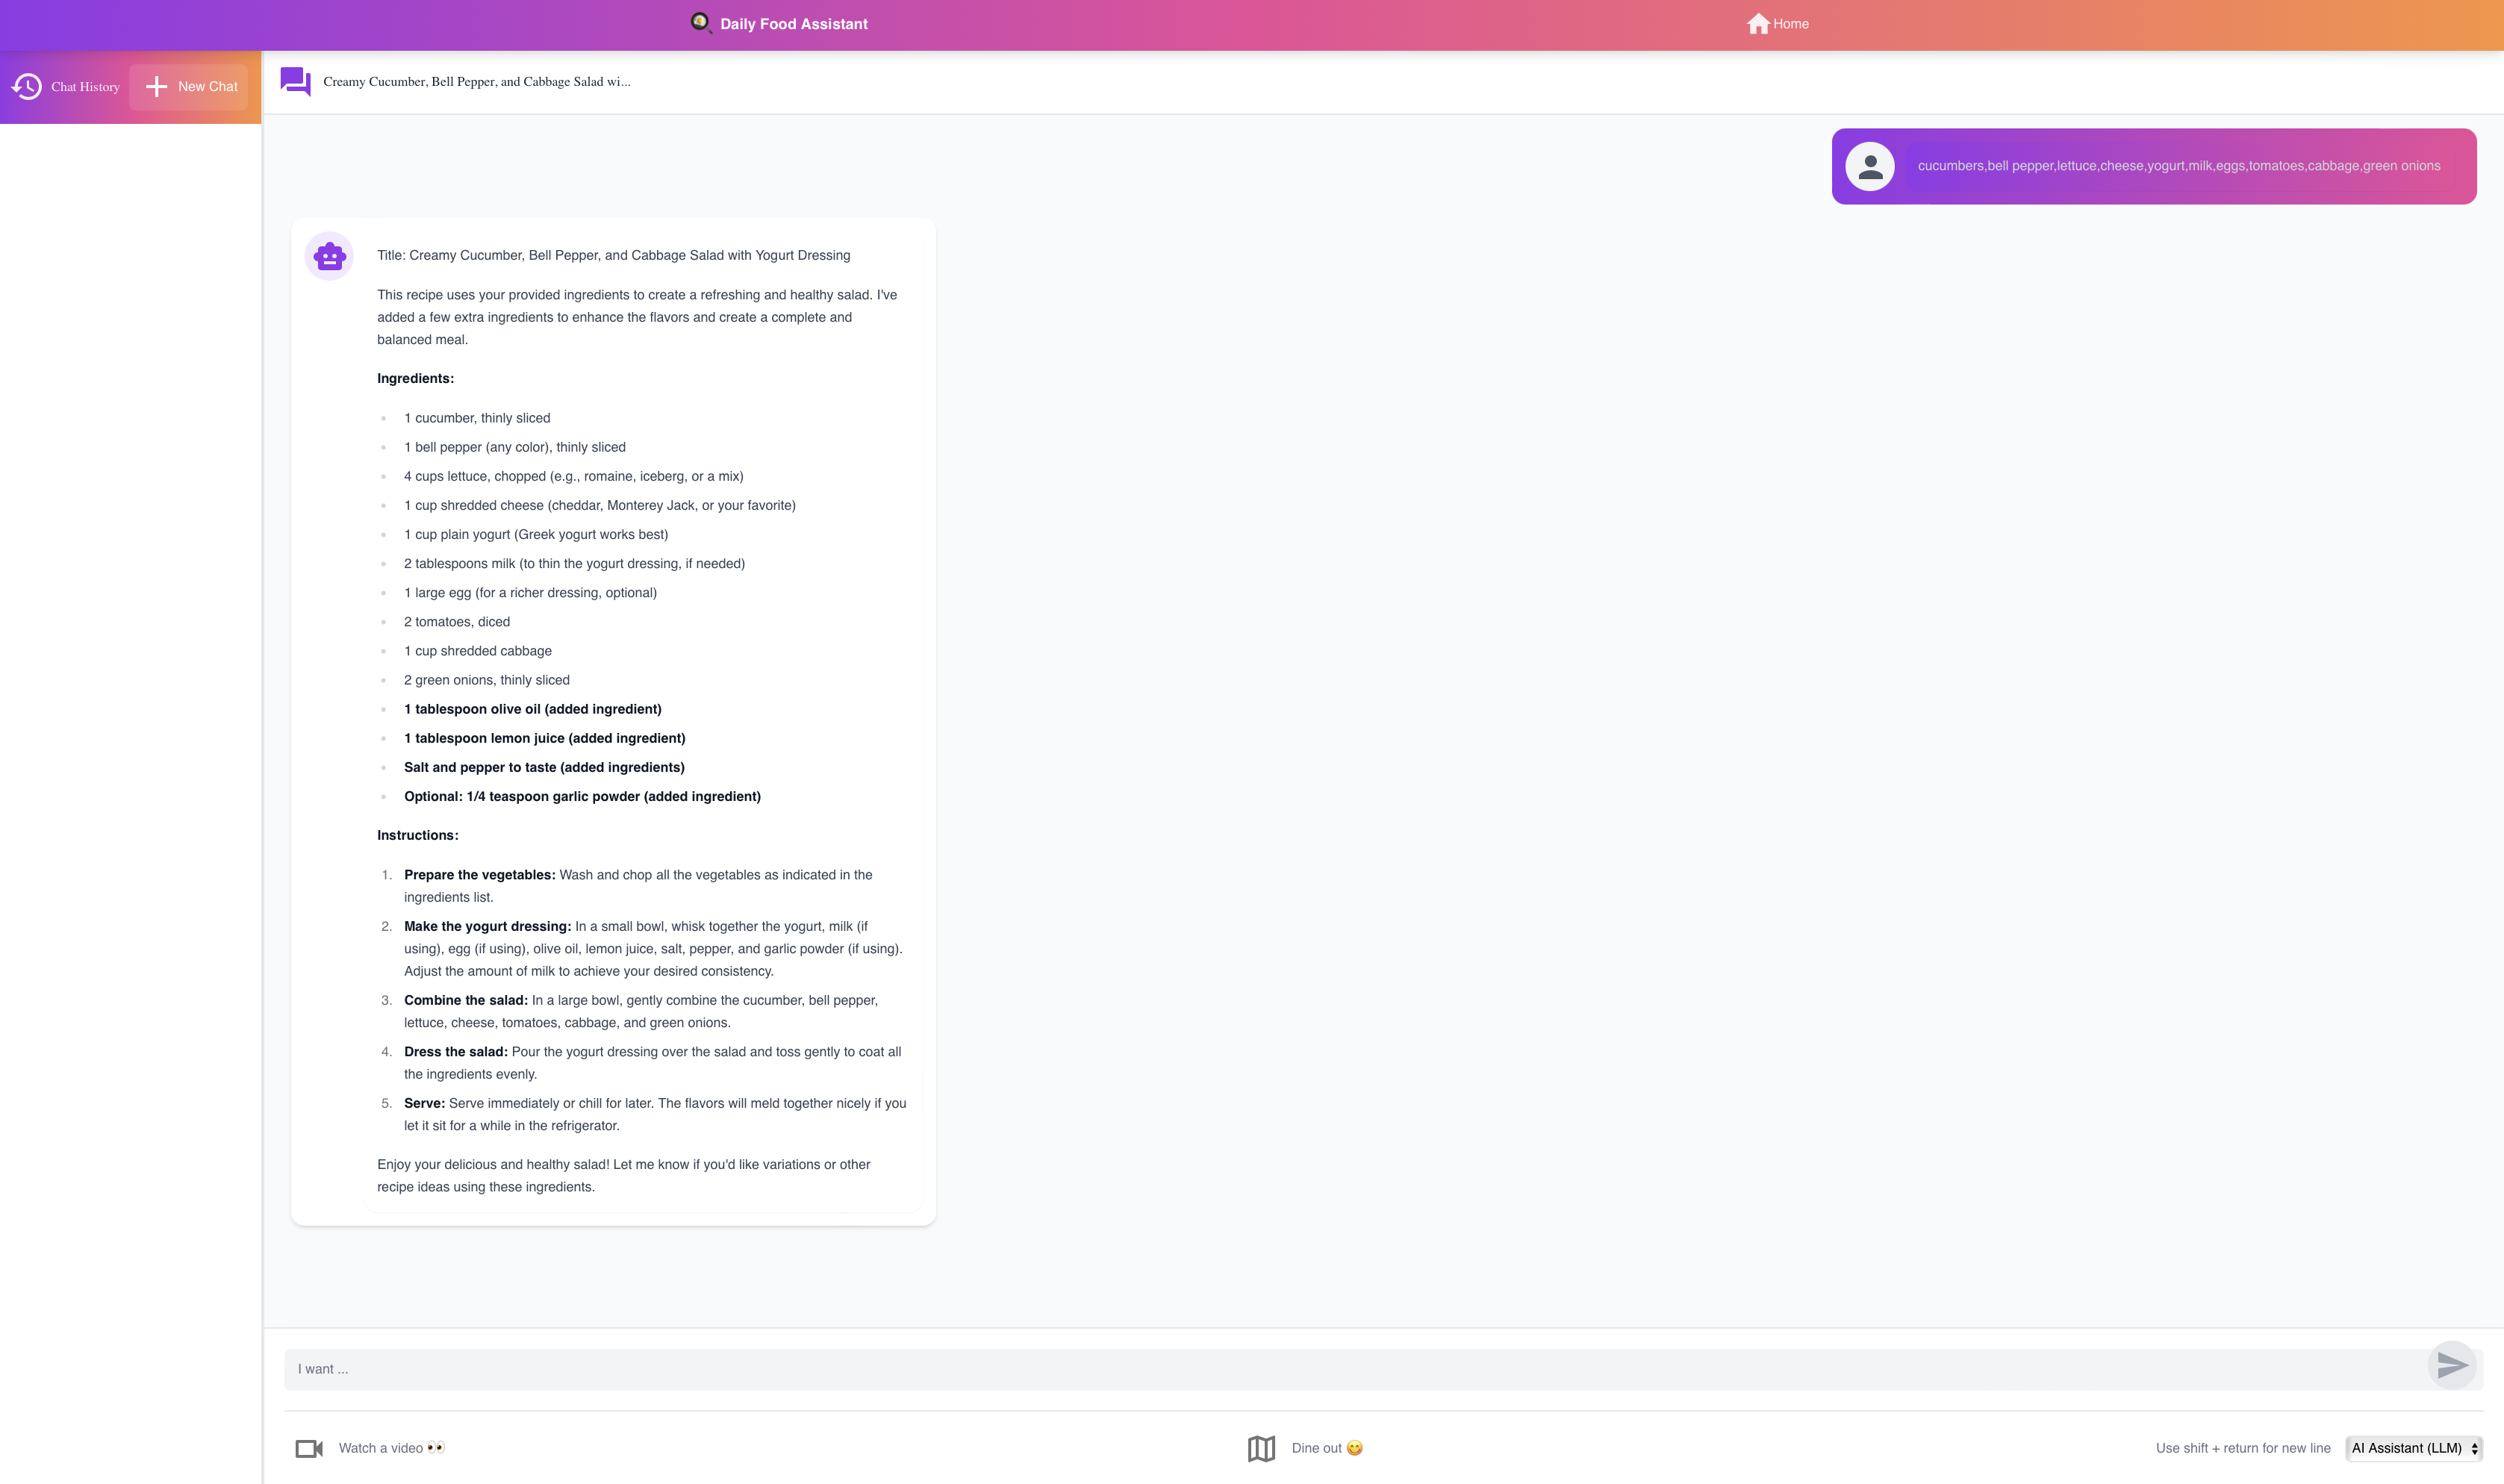 Daily Food Assistant
Home
Chat History
New Chat
Creamy Cucumber, Bell Pepper, and Cabbage Salad wi...
cucumbers,bell pepper,lettuce,cheese,yogurt,milk,eggs,tomatoes,cabbage,green onions
Title: Creamy Cucumber, Bell Pepper, and Cabbage Salad with Yogurt Dressing
This recipe uses your provided ingredients to create a refreshing and healthy salad. I've
added a few extra ingredients to enhance the flavors and create a complete and
balanced meal.
Ingredients:
1 cucumber, thinly sliced
1 bell pepper (any color), thinly sliced
4 cups lettuce, chopped (e.g., romaine, iceberg, or a mix)
1 cup shredded cheese (cheddar, Monterey Jack, or your favorite)
1 cup plain yogurt (Greek yogurt works best)
2 tablespoons milk (to thin the yogurt dressing, if needed)
1 large egg (for a richer dressing, optional)
2 tomatoes, diced
1 cup shredded cabbage
2 green onions, thinly sliced
1 tablespoon olive oil (added ingredient)
1 tablespoon lemon juice (added ingredient)
Salt and pepper to taste (added ingredients)
Optional: 1/4 teaspoon garlic powder (added ingredient)
Instructions:
1. Prepare the vegetables: Wash and chop all the vegetables as indicated in the
ingredients list.
2. Make the yogurt dressing: In a small bowl, whisk together the yogurt, milk (if
using), egg (if using), olive oil, lemon juice, salt, pepper, and garlic powder (if using).
Adjust the amount of milk to achieve your desired consistency.
3. Combine the salad: In a large bowl, gently combine the cucumber, bell pepper,
lettuce, cheese, tomatoes, cabbage, and green onions.
4. Dress the salad: Pour the yogurt dressing over the salad and toss gently to coat all
the ingredients evenly.
5. Serve: Serve immediately or chill for later. The flavors will meld together nicely if you
let it sit for a while in the refrigerator.
Enjoy your delicious and healthy salad! Let me know if you'd like variations or other
recipe ideas using these ingredients.
I want ...
Watch a video 👀
Dine out 😋
Use shift + return for new line
AI Assistant (LLM)